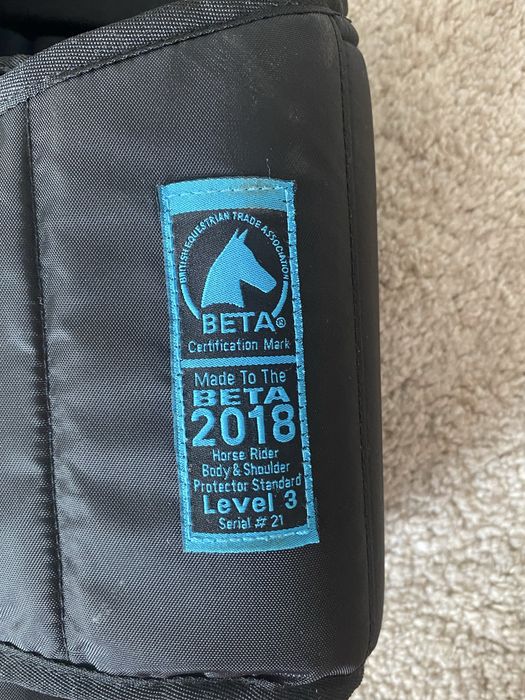 BRITISH EQUESTRIAN TRADE ASSOCIATION
BETA®
Certification Mark
Made To The
BETA
2018
Horse Rider
Body & Shoulder
Protector Standard
Level 3
Serial # 21